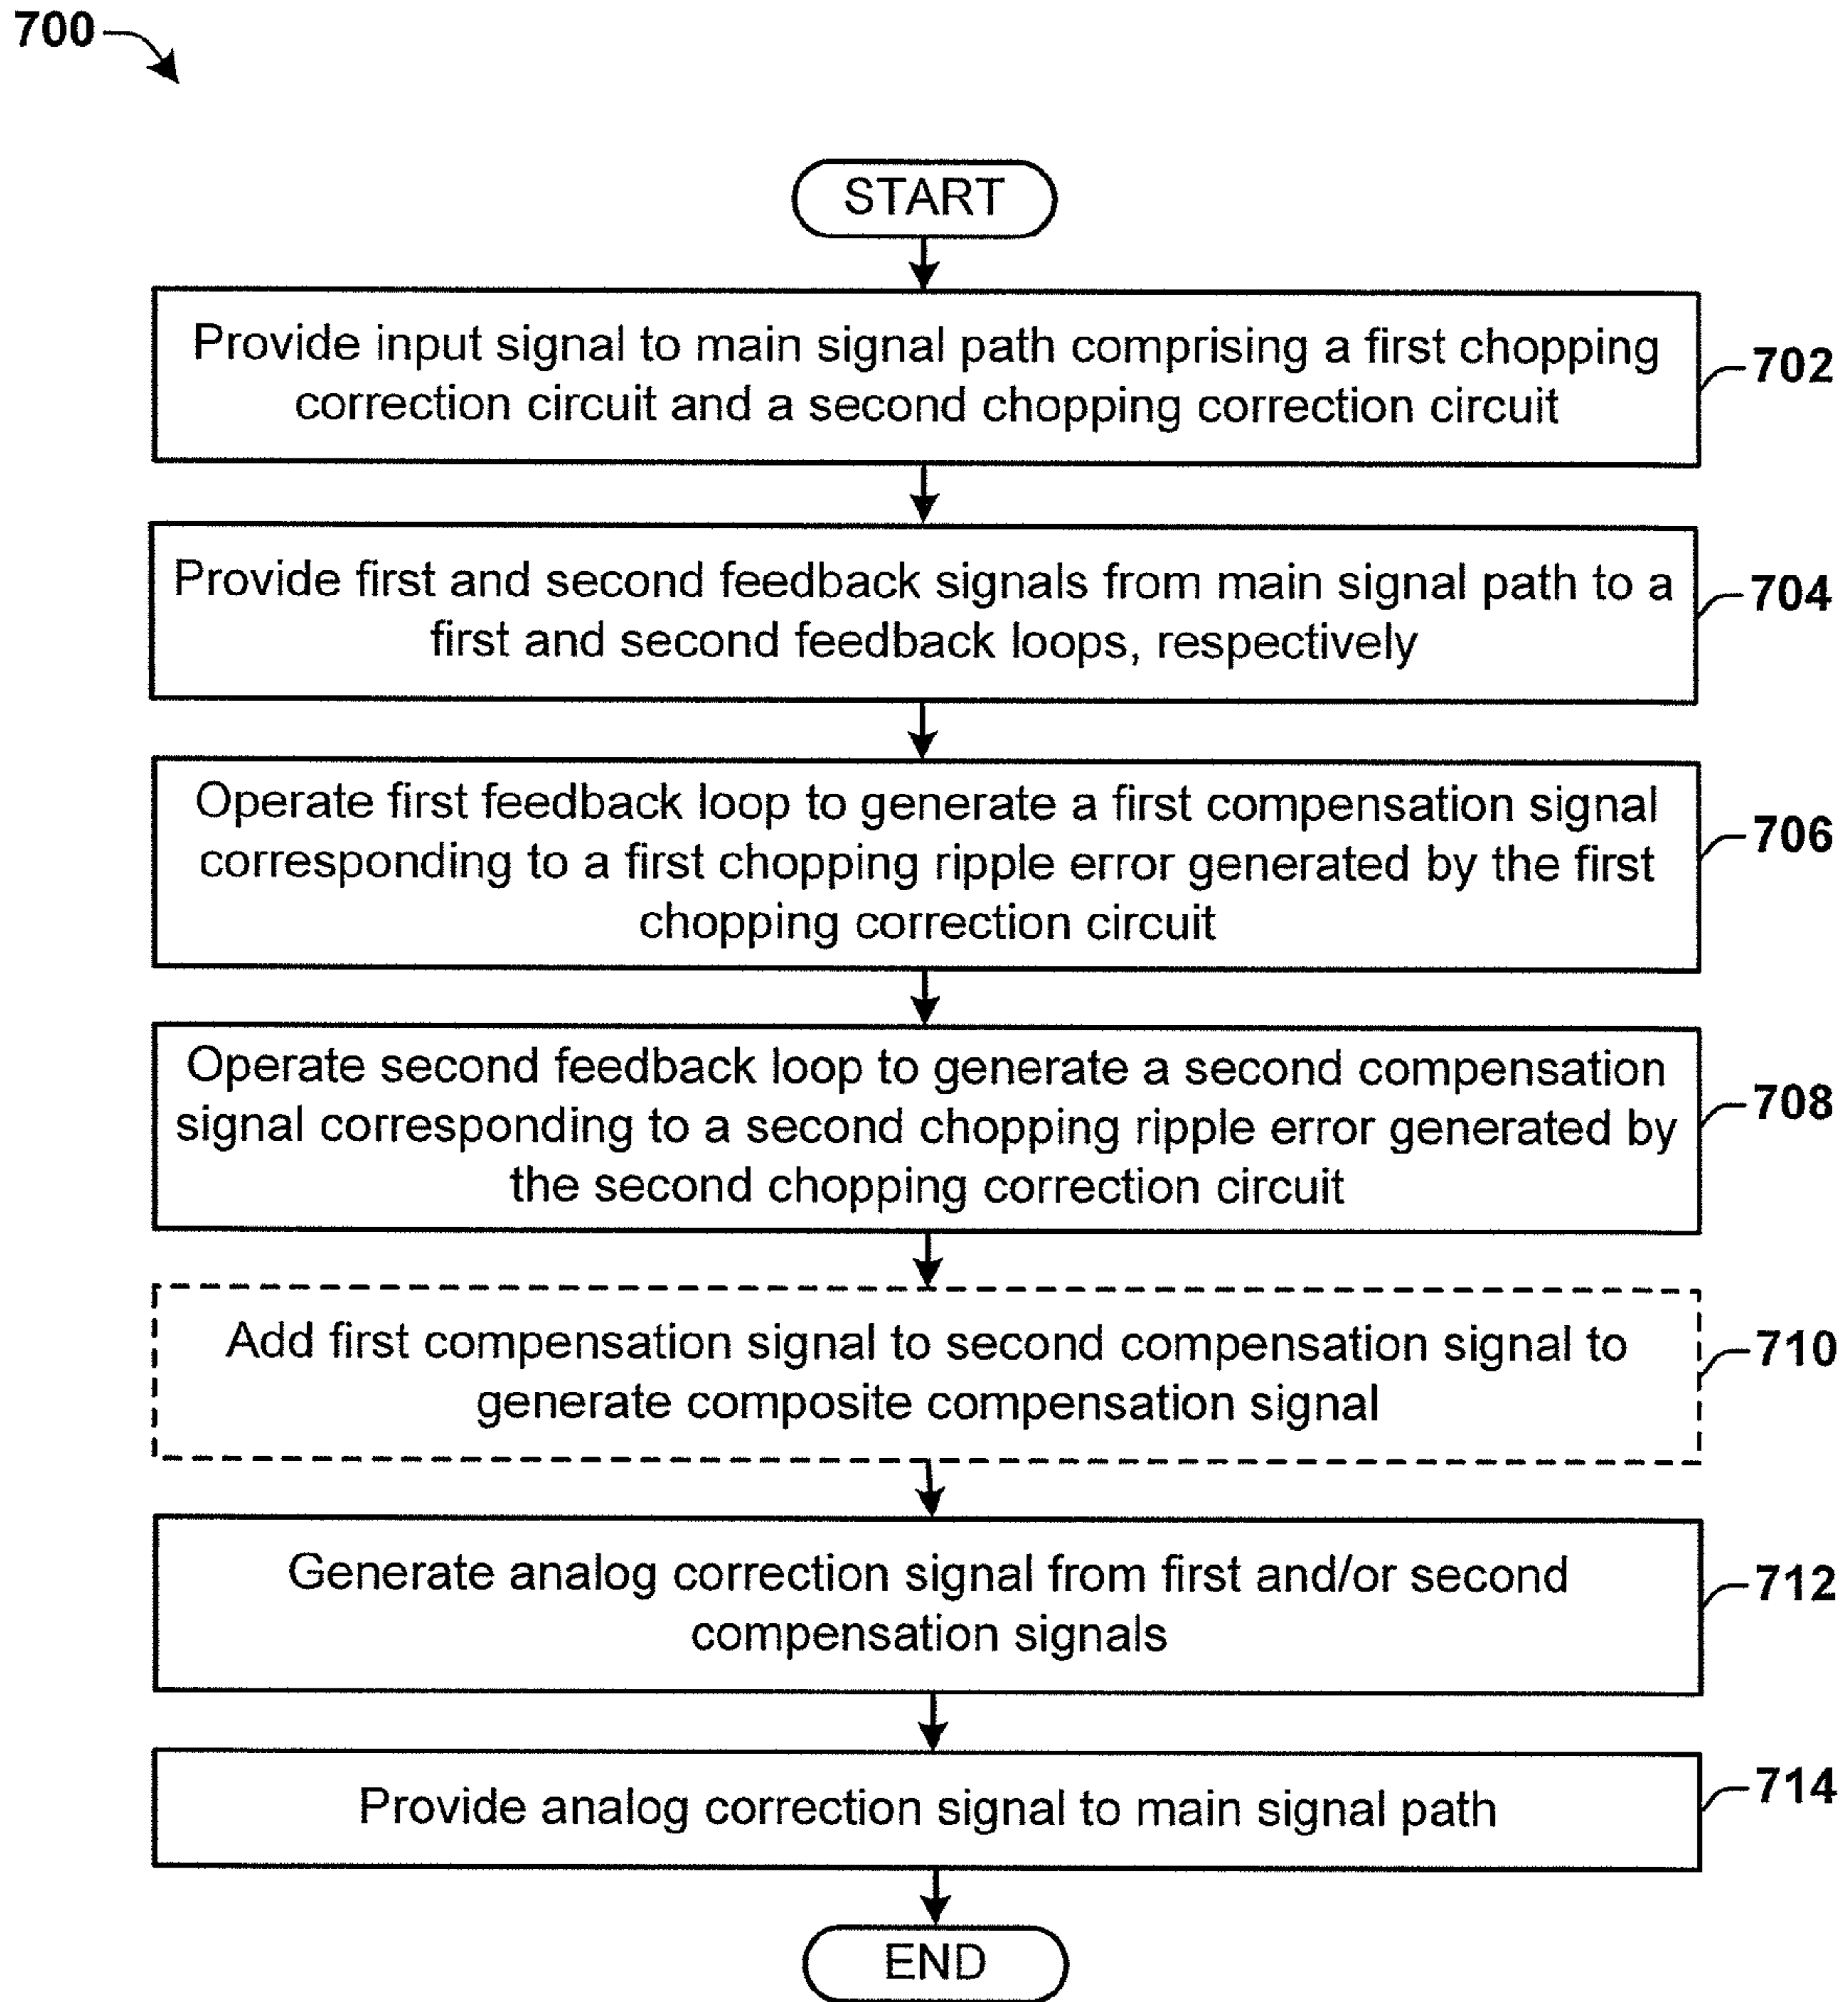 700
START
Provide input signal to main signal path comprising a first chopping
correction circuit and a second chopping correction circuit
702
Provide first and second feedback signals from main signal path to a
first and second feedback loops, respectively
704
Operate first feedback loop to generate a first compensation signal
corresponding to a first chopping ripple error generated by the first
chopping correction circuit
706
Operate second feedback loop to generate a second compensation
signal corresponding to a second chopping ripple error generated by
the second chopping correction circuit
708
Add first compensation signal to second compensation signal to
generate composite compensation signal
710
Generate analog correction signal from first and/or second
compensation signals
712
Provide analog correction signal to main signal path
714
END